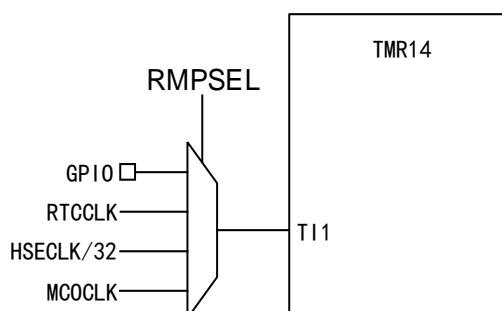 TMR14
RMPSEL
GPIO
RTCCLK
HSECLK/32
TI1
MCOCLK